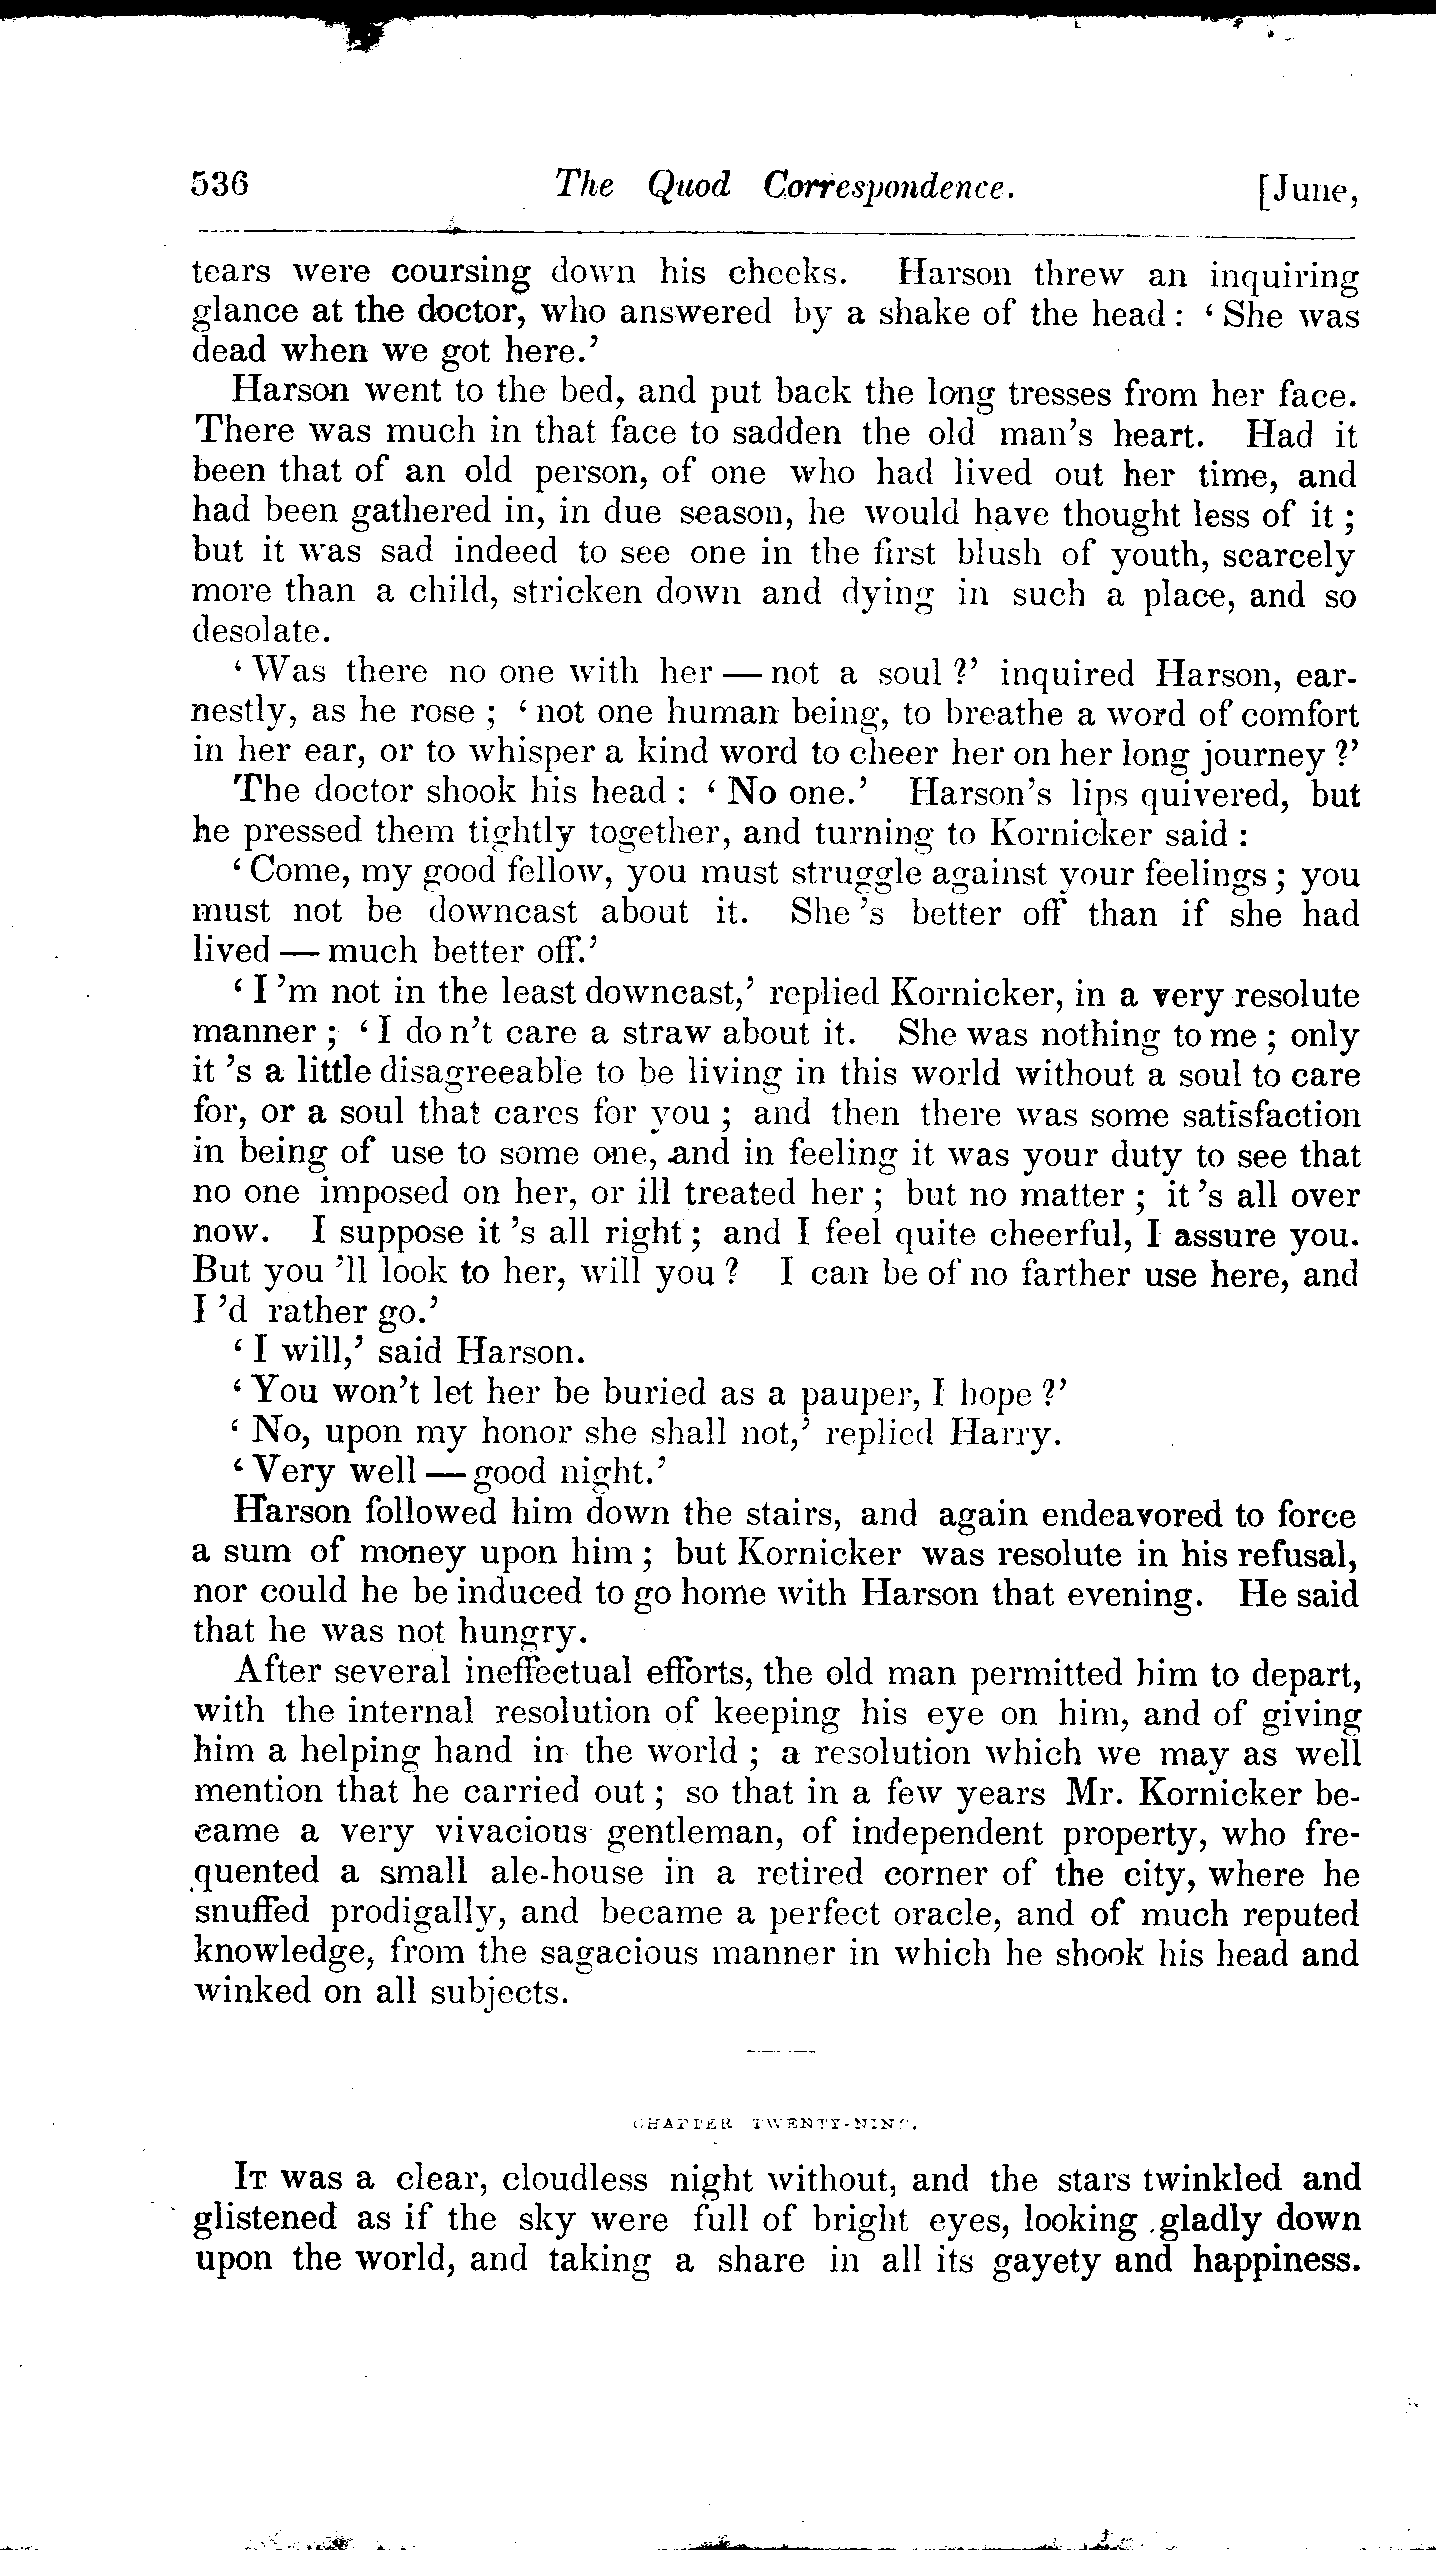 536 The Quod Correspondence. [June,
tears were coursing down his cheeks. Harson threw an inquiring
glance at the doctor, who answered by a shake of the head: ‘She was
dead when we got here.’
Harson went to the bed, and put back the long tresses from her face.
There was much in that face to sadden the old man's heart. Had it
been that of an old person, of one who had lived out her time, and
had been gathered in, in due season, he would have thought less of it;
but it was sad indeed to see one in the first blush of youth, scarcely
more than a child, stricken down and dying in such a place, and so
desolate.
‘Was there no one with her — not a soul?’ inquired Harson, ear-
nestly, as he rose; ‘not one human being, to breathe a word of comfort
in her ear, or to whisper a kind word to cheer her on her long journey?’
The doctor shook his head: ‘No one.’ Harson's lips quivered, but
he pressed them tightly together, and turning to Kornicker said:
‘Come, my good fellow, you must struggle against your feelings; you
must not be downcast about it. She 's better off than if she had
lived — much better off.’
‘I 'm not in the least downcast,’ replied Kornicker, in a very resolute
manner; ‘I do n't care a straw about it. She was nothing to me; only
it 's a little disagreeable to be living in this world without a soul to care
for, or a soul that cares for you; and then there was some satisfaction
in being of use to some one, and in feeling it was your duty to see that
no one imposed on her, or ill treated her; but no matter; it 's all over
now. I suppose it 's all right; and I feel quite cheerful, I assure you.
But you 'll look to her, will you? I can be of no farther use here, and
I 'd rather go.’
‘I will,’ said Harson.
‘You won't let her be buried as a pauper, I hope?’
‘No, upon my honor she shall not,’ replied Harry.
‘Very well — good night.’
Harson followed him down the stairs, and again endeavored to force
a sum of money upon him; but Kornicker was resolute in his refusal,
nor could he be induced to go home with Harson that evening. He said
that he was not hungry.
After several ineffectual efforts, the old man permitted him to depart,
with the internal resolution of keeping his eye on him, and of giving
him a helping hand in the world; a resolution which we may as well
mention that he carried out; so that in a few years Mr. Kornicker be-
came a very vivacious gentleman, of independent property, who fre-
quented a small ale-house in a retired corner of the city, where he
snuffed prodigally, and became a perfect oracle, and of much reputed
knowledge, from the sagacious manner in which he shook his head and
winked on all subjects.
CHAPTER TWENTY-NINE.
IT was a clear, cloudless night without, and the stars twinkled and
glistened as if the sky were full of bright eyes, looking gladly down
upon the world, and taking a share in all its gayety and happiness.